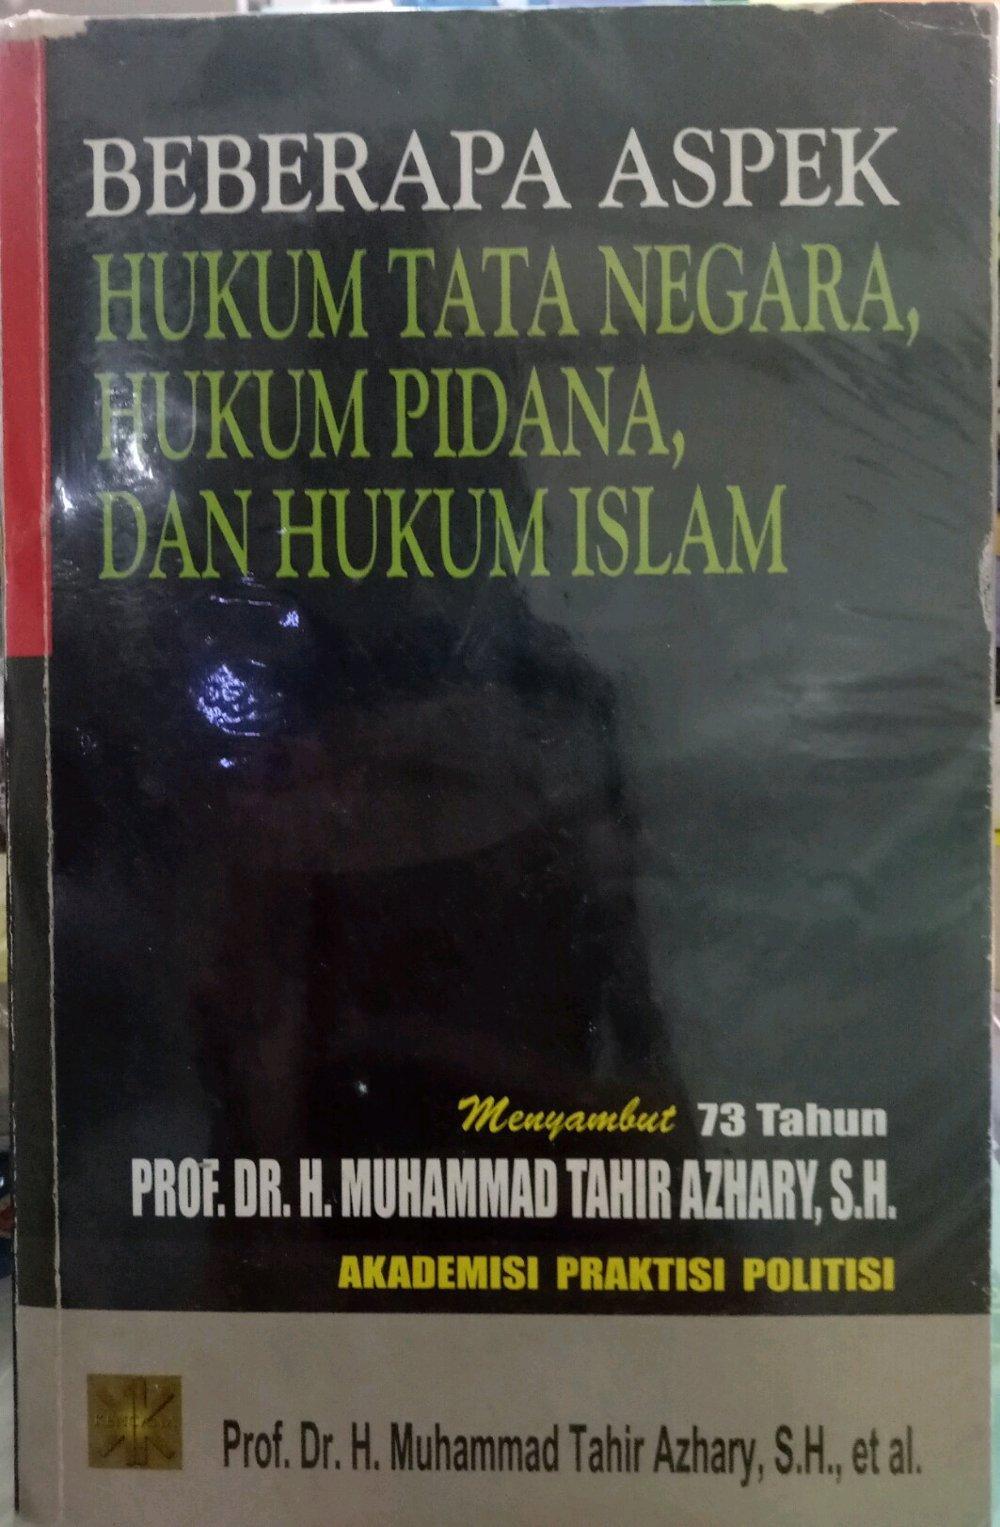 BEBERAPA ASPEK
HUKUM TATA NEGARA,
HUKUM PIDANA,
DAN HUKUM ISLAM
Menyambut 73 Tahun
PROF. DR. H. MUHAMMAD TAHIR AZHARY, S.H.
AKADEMISI PRAKTISI POLITISI
KENCANA
Prof. Dr. H. Muhammad Tahir Azhary, S.H., et al.